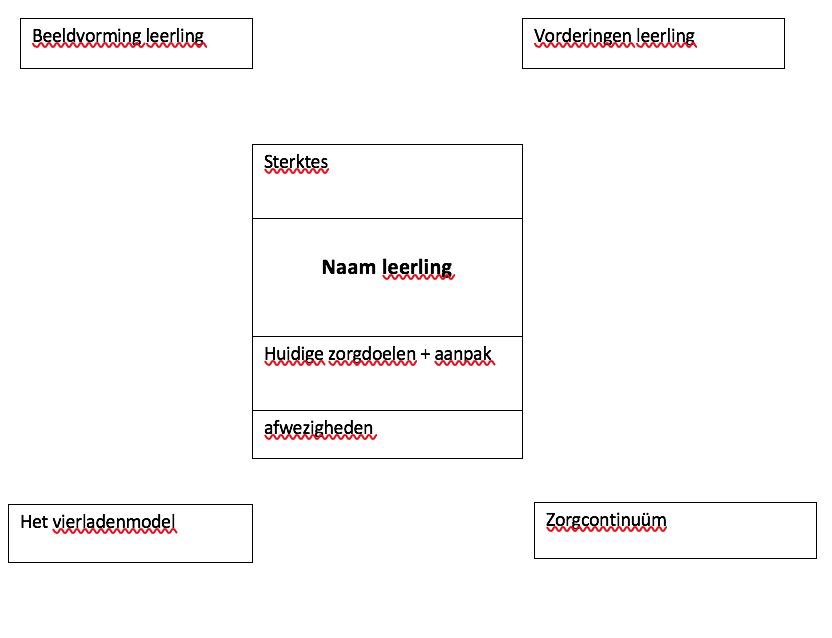 Beeldvorming leerling
Vorderingen leerling
Sterktes
Naam leerling
Huidige zorgdoelen + aanpak
afwezigheden
Het vierladenmodel
Zorgcontinuüm